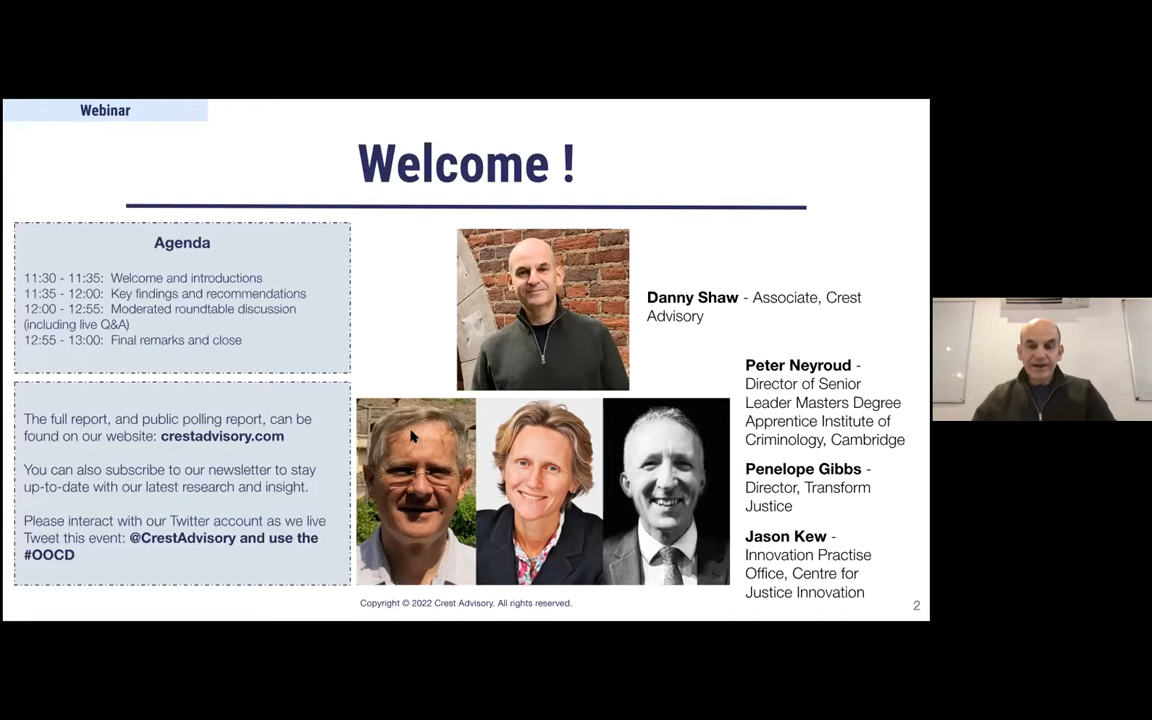 Webinar
Welcome !
Agenda
11:30 - 11:35: Welcome and introductions
11:35 - 12:00: Key findings and recommendations
12:00 - 12:55: Moderated roundtable discussion
(including live Q&A)
12:55 - 13:00: Final remarks and close
The full report, and public polling report, can be
found on our website: crestadvisory.com
You can also subscribe to our newsletter to stay
up-to-date with our latest research and insight.
Please interact with our Twitter account as we live
Tweet this event: @CrestAdvisory and use the
#OOCD
Danny Shaw - Associate, Crest
Advisory
Peter Neyroud -
Director of Senior
Leader Masters Degree
Apprentice Institute of
Criminology, Cambridge
Penelope Gibbs -
Director, Transform
Justice
Jason Kew -
Innovation Practise
Office, Centre for
Justice Innovation
Copyright © 2022 Crest Advisory. All rights reserved.
2